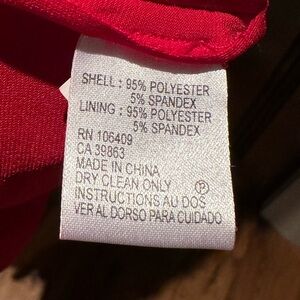 SHELL : 95% POLYESTER
5% SPANDEX
LINING : 95% POLYESTER
5% SPANDEX
RN 106409
CA 39863
MADE IN CHINA
DRY CLEAN ONLY Ⓟ
INSTRUCTIONS AU DOS
VER AL DORSO PARA CUIDADO